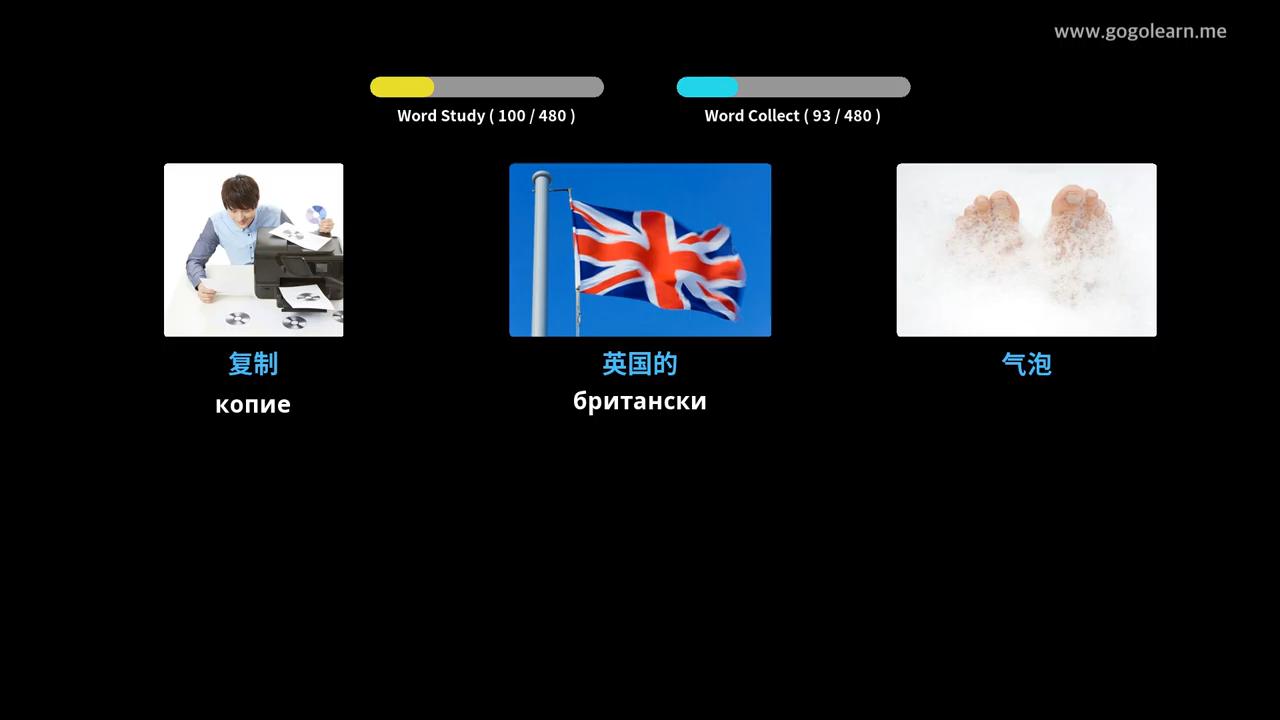 www.gogolearn.me
Word Study ( 100 / 480 )
Word Collect ( 93 / 480 )
复制
英国的
气泡
копие
британски